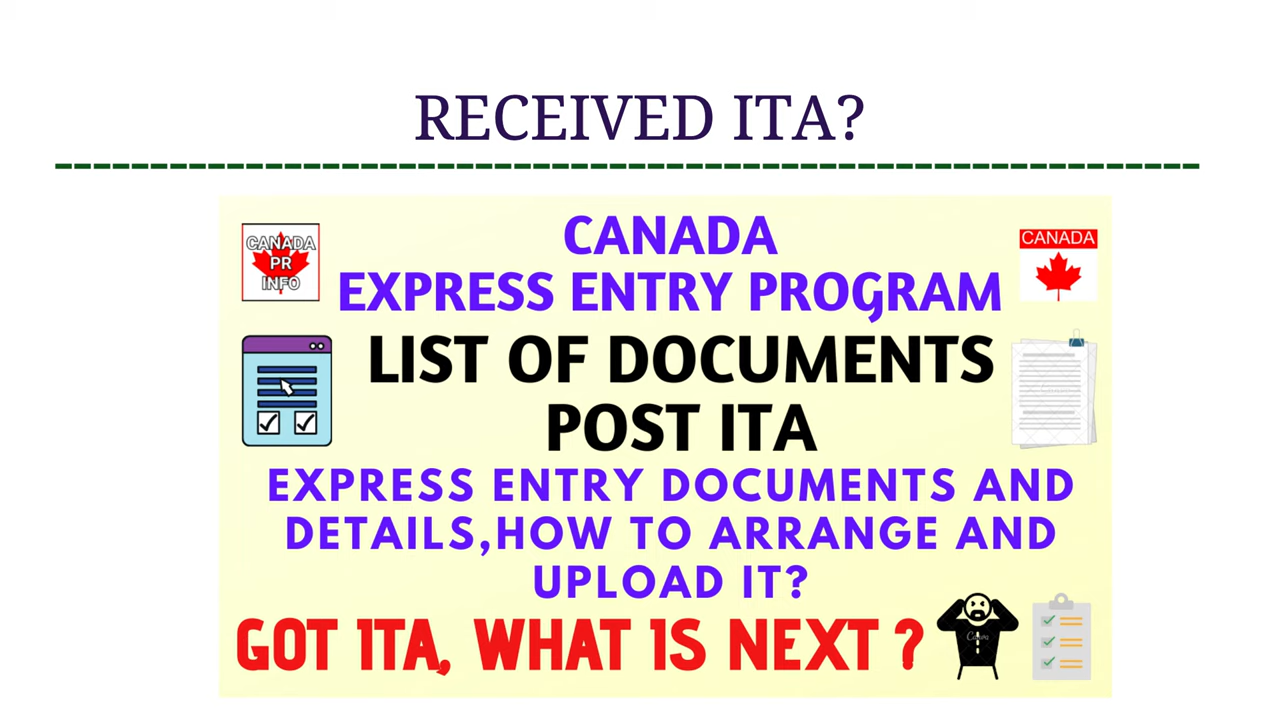 RECEIVED ITA?
CANADA
EXPRESS ENTRY PROGRAM
CANADA
PR
INFO
CANADA
LIST OF DOCUMENTS
POST ITA
EXPRESS ENTRY DOCUMENTS AND
DETAILS,HOW TO ARRANGE AND
UPLOAD IT?
GOT ITA, WHAT IS NEXT ?
Canva